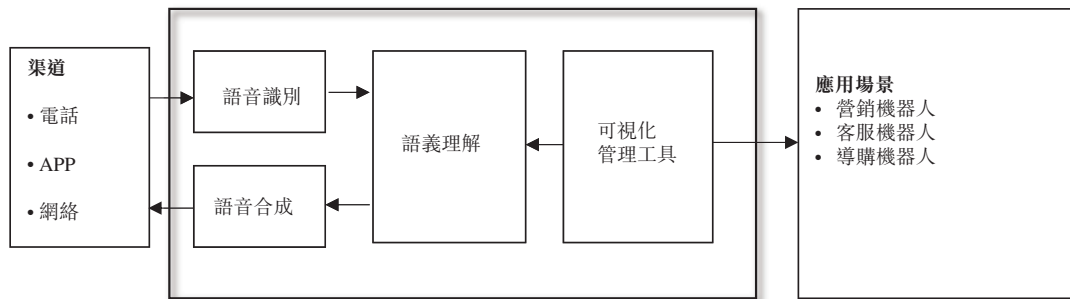 渠道
• 電話
• APP
• 網絡
語音識別
語音合成
語義理解
可視化
管理工具
應用場景
• 營銷機器人
• 客服機器人
• 導購機器人